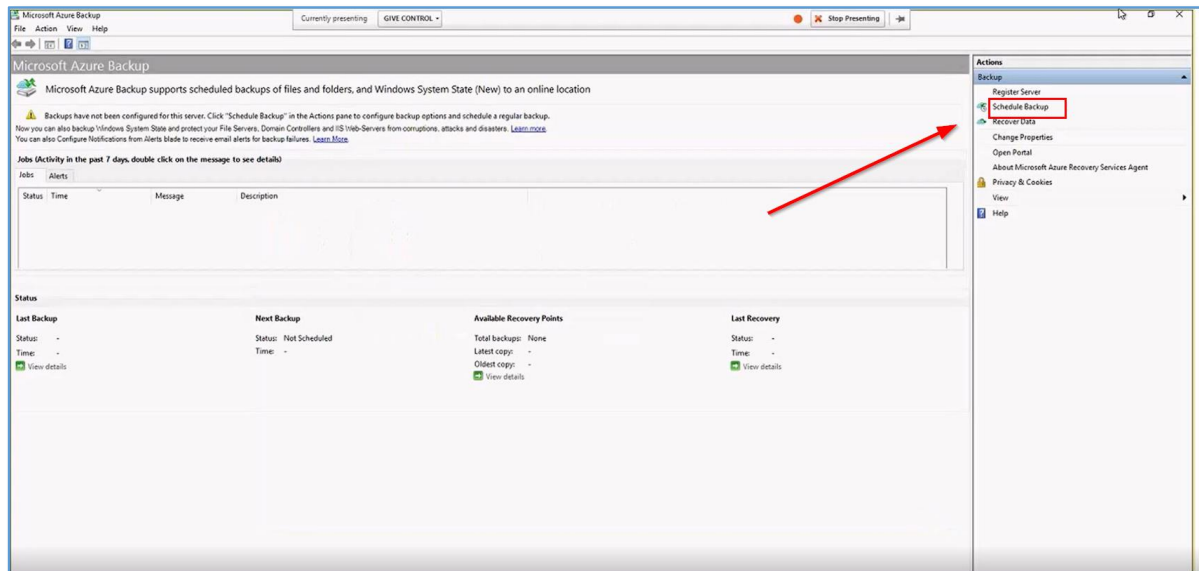 Microsoft Azure Backup
Currently presenting GIVE CONTROL
Stop Presenting
File Action View Help
Microsoft Azure Backup
Microsoft Azure Backup supports scheduled backups of files and folders, and Windows System State (New) to an online location
Backups have not been configured for this server. Click "Schedule Backup" in the Actions pane to configure backup options and schedule a regular backup.
Now you can also backup Windows System State and protect your File Servers, Domain Controllers and IIS Web-Servers from corruptions, attacks and disasters. Learn more.
You can also Configure Notifications from Alerts blade to receive email alerts for backup failures. Learn More.
Jobs (Activity in the past 7 days, double click on the message to see details)
Jobs Alerts
Status Time Message Description
Status
Last Backup
Status: -
Time: -
View details
Next Backup
Status: Not Scheduled
Time: -
Available Recovery Points
Total backups: None
Latest copy: -
Oldest copy: -
View details
Last Recovery
Status: -
Time: -
View details
Actions
Backup
Register Server
Schedule Backup
Recover Data
Change Properties
Open Portal
About Microsoft Azure Recovery Services Agent
Privacy & Cookies
View
Help